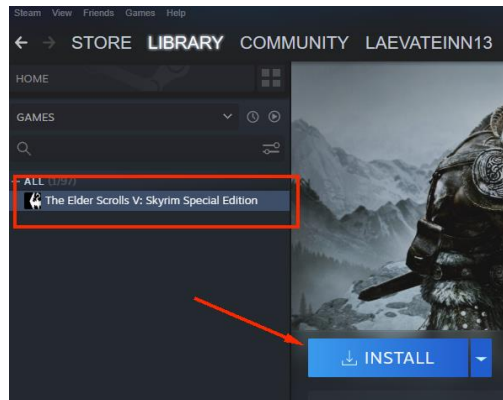 Steam View Friends Games Help
STORE LIBRARY COMMUNITY LAEVATEINN13
HOME
GAMES
- ALL (1/97)
The Elder Scrolls V: Skyrim Special Edition
INSTALL